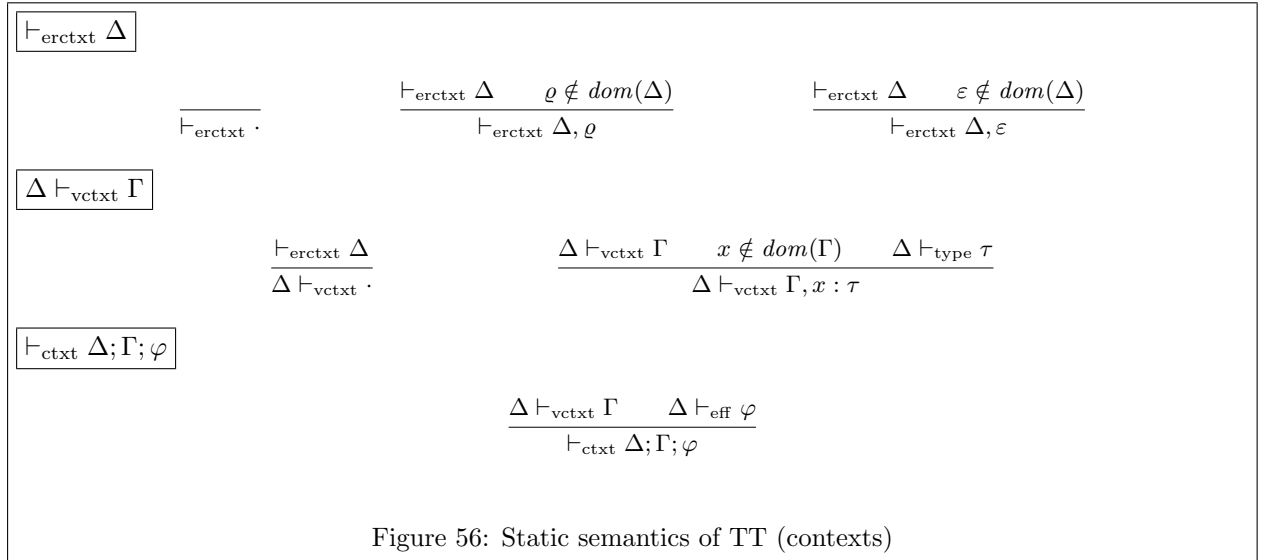 ⊢erctxt Δ
⊢erctxt Δ ϱ ∉ dom(Δ) ⊢erctxt Δ ε ∉ dom(Δ)
⊢erctxt · ⊢erctxt Δ, ϱ ⊢erctxt Δ, ε
Δ ⊢vctxt Γ
⊢erctxt Δ Δ ⊢vctxt Γ x ∉ dom(Γ) Δ ⊢type τ
Δ ⊢vctxt · Δ ⊢vctxt Γ, x : τ
⊢ctxt Δ; Γ; φ
Δ ⊢vctxt Γ Δ ⊢eff φ
⊢ctxt Δ; Γ; φ
Figure 56: Static semantics of TT (contexts)